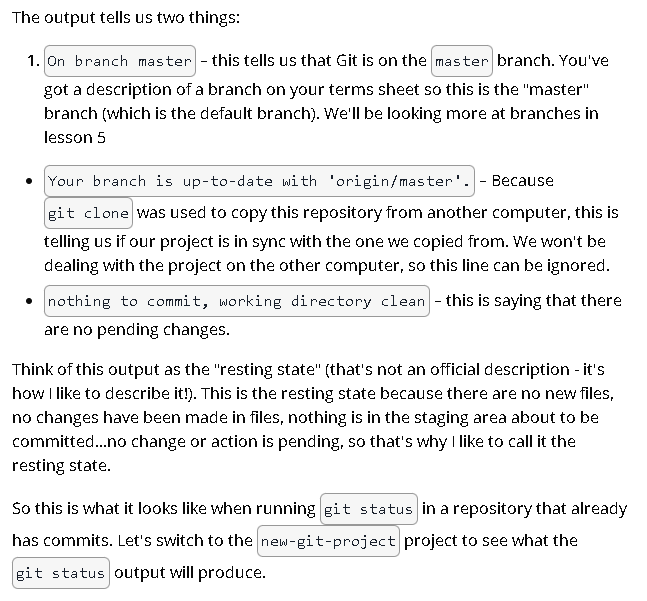 The output tells us two things:
1. On branch master – this tells us that Git is on the master branch. You've
got a description of a branch on your terms sheet so this is the "master"
branch (which is the default branch). We'll be looking more at branches in
lesson 5
• Your branch is up-to-date with 'origin/master'. – Because
git clone was used to copy this repository from another computer, this is
telling us if our project is in sync with the one we copied from. We won't be
dealing with the project on the other computer, so this line can be ignored.
• nothing to commit, working directory clean – this is saying that there
are no pending changes.
Think of this output as the "resting state" (that's not an official description - it's
how I like to describe it!). This is the resting state because there are no new files,
no changes have been made in files, nothing is in the staging area about to be
committed...no change or action is pending, so that's why I like to call it the
resting state.
So this is what it looks like when running git status in a repository that already
has commits. Let's switch to the new-git-project project to see what the
git status output will produce.